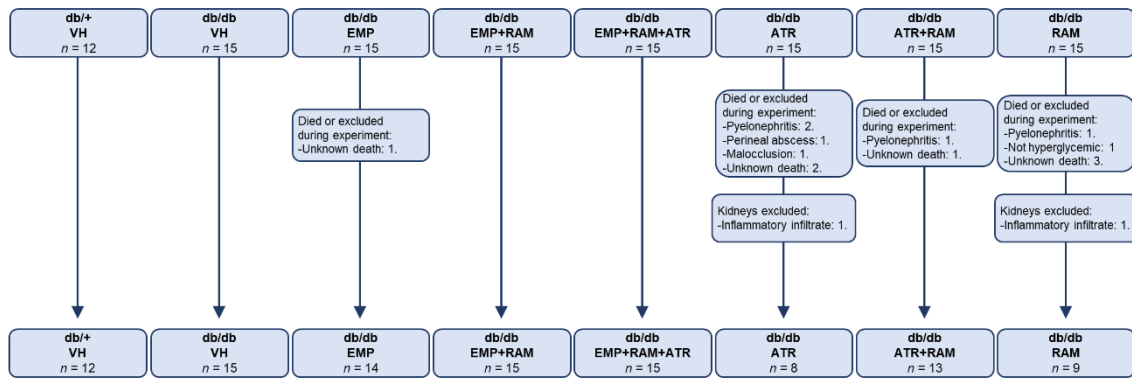 db/+
VH
n = 12
db/db
VH
n = 15
db/db
EMP
n = 15
db/db
EMP+RAM
n = 15
db/db
EMP+RAM+ATR
n = 15
db/db
ATR
n = 15
db/db
ATR+RAM
n = 15
db/db
RAM
n = 15
Died or excluded
during experiment:
-Unknown death: 1.
Died or excluded
during experiment:
-Pyelonephritis: 2.
-Perineal abscess: 1.
-Malocclusion: 1.
-Unknown death: 2.
Died or excluded
during experiment:
-Pyelonephritis: 1.
-Unknown death: 1.
Died or excluded
during experiment:
-Pyelonephritis: 1.
-Not hyperglycemic: 1
-Unknown death: 3.
Kidneys excluded:
-Inflammatory infiltrate: 1.
Kidneys excluded:
-Inflammatory infiltrate: 1.
db/+
VH
n = 12
db/db
VH
n = 15
db/db
EMP
n = 14
db/db
EMP+RAM
n = 15
db/db
EMP+RAM+ATR
n = 15
db/db
ATR
n = 8
db/db
ATR+RAM
n = 13
db/db
RAM
n = 9